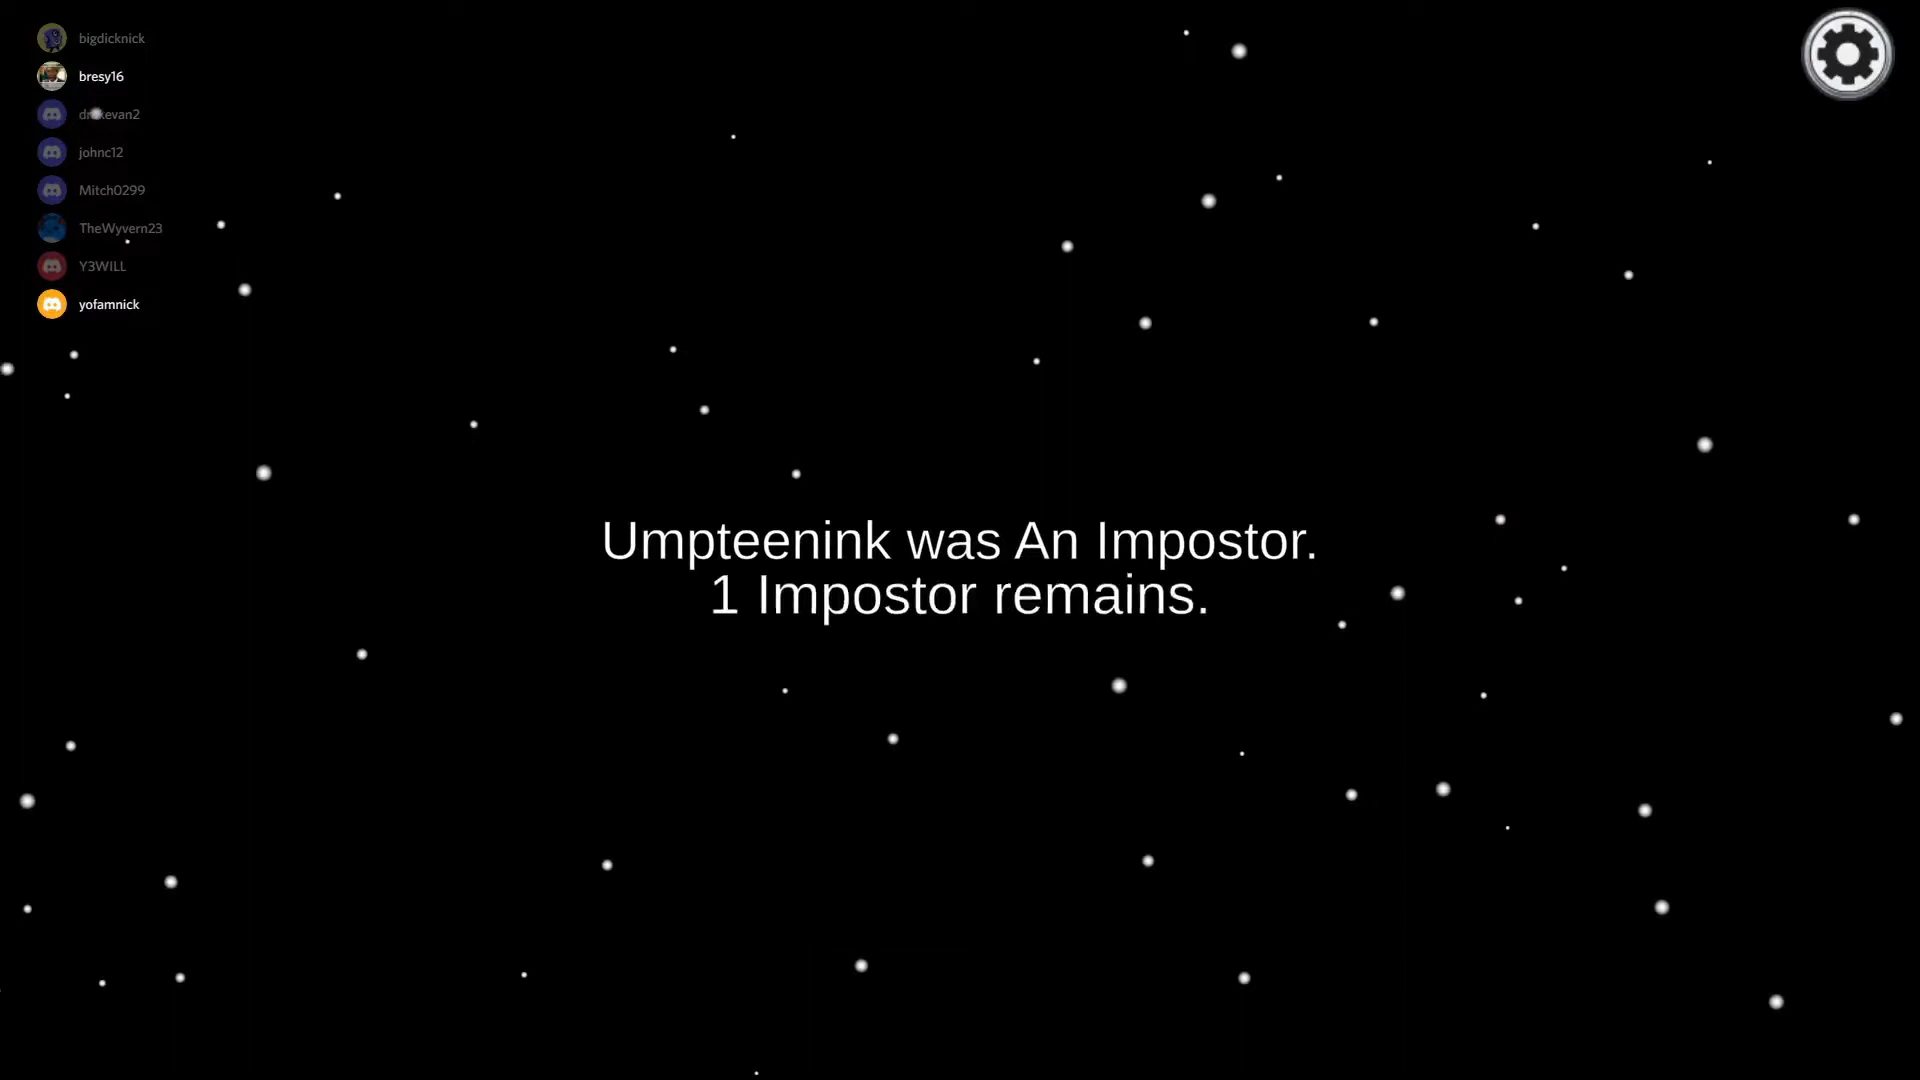 bigdicknick
bresy16
johnc12
Mitch0299
TheWyvern23
Y3WILL
yofamnick
Umpteenink was An Impostor.
1 Impostor remains.